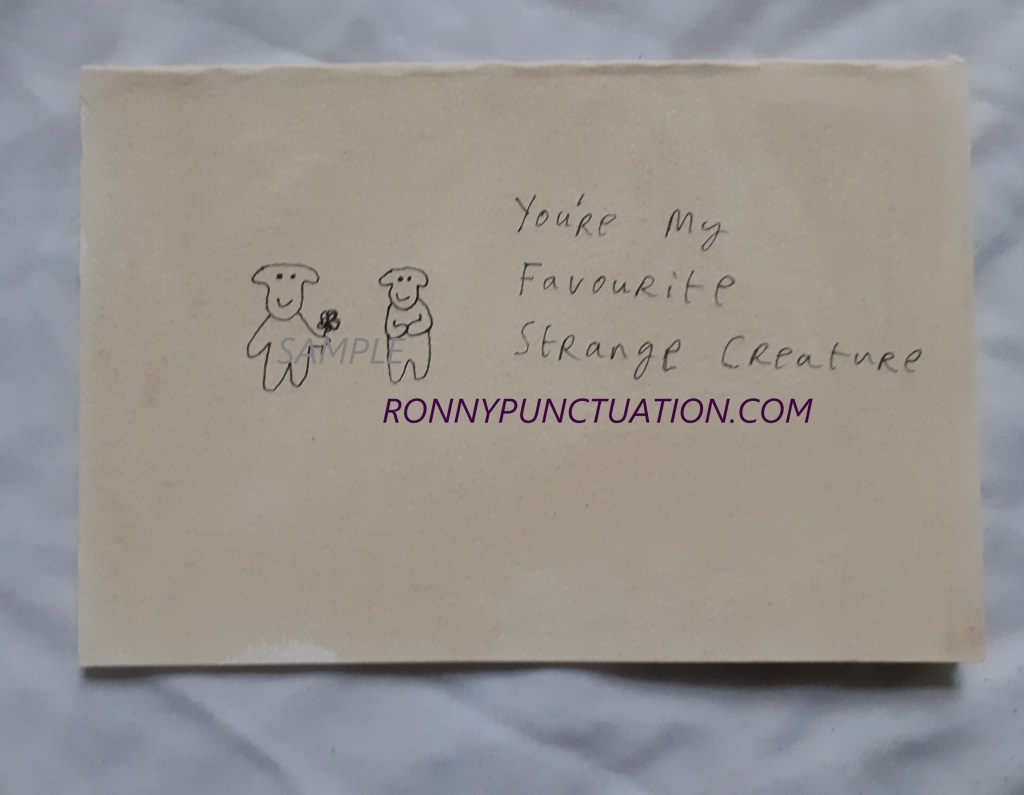 You're My
Favourite
Strange Creature
SAMPLE
RONNYPUNCTUATION.COM